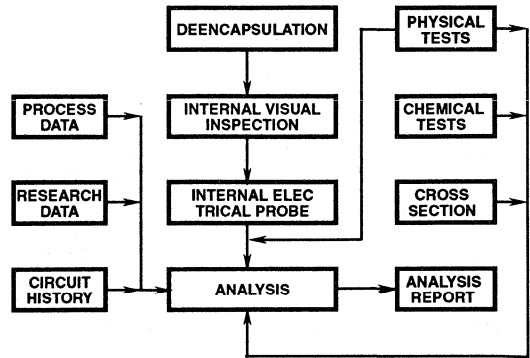 DEENCAPSULATION
PHYSICAL
TESTS
PROCESS
DATA
INTERNAL VISUAL
INSPECTION
CHEMICAL
TESTS
RESEARCH
DATA
INTERNAL ELEC
TRICAL PROBE
CROSS
SECTION
CIRCUIT
HISTORY
ANALYSIS
ANALYSIS
REPORT